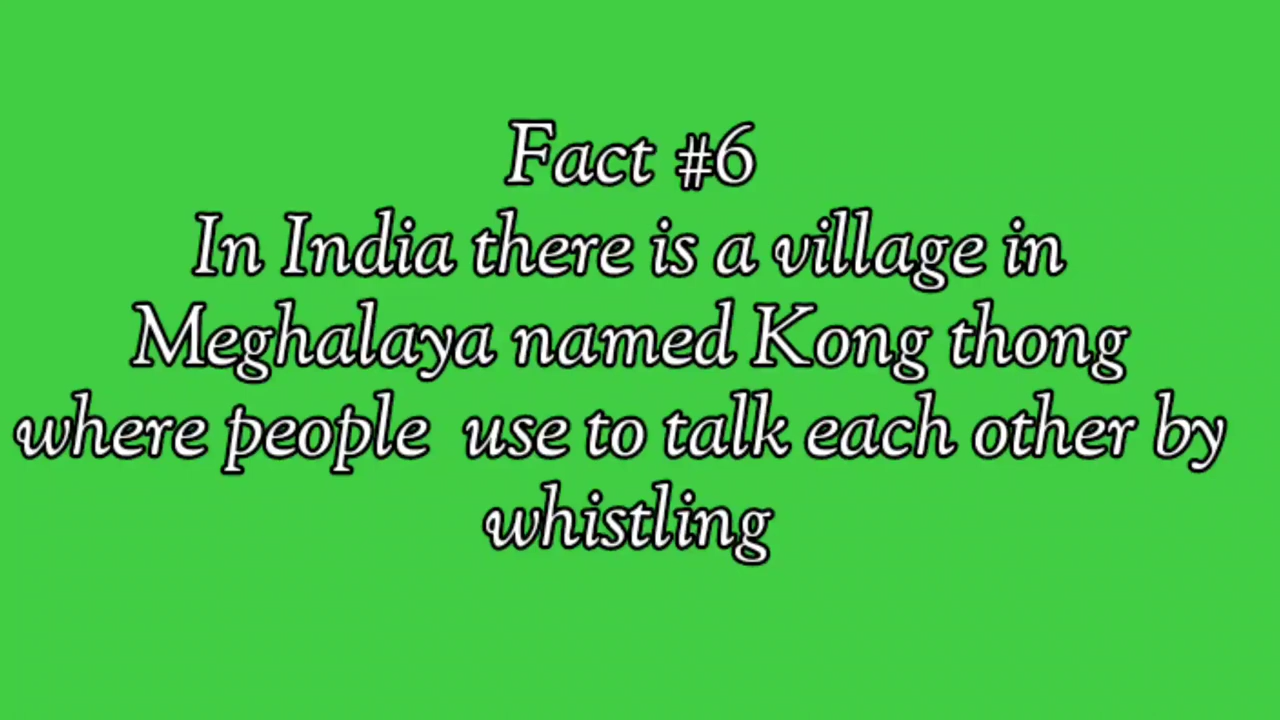 Fact #6
In India there is a village in
Meghalaya named Kong thong
where people  use to talk each other by
whistling